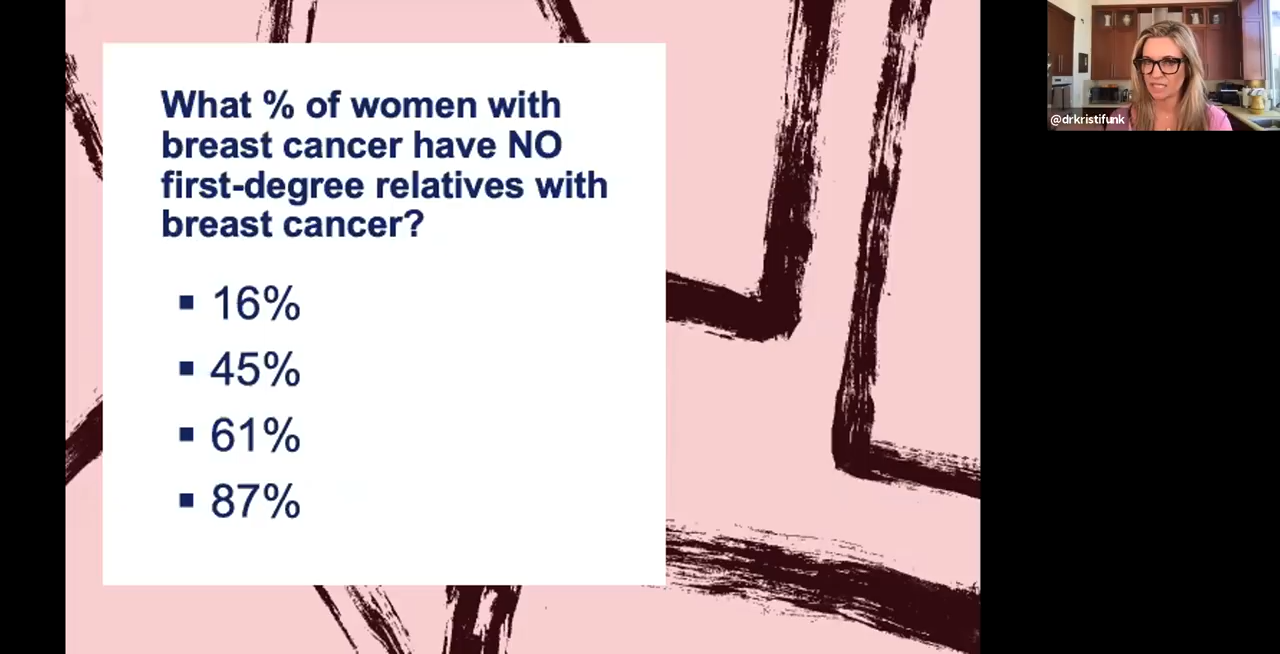 What % of women with
breast cancer have NO
first-degree relatives with
breast cancer?
▪ 16%
▪ 45%
▪ 61%
▪ 87%
@drkristifunk